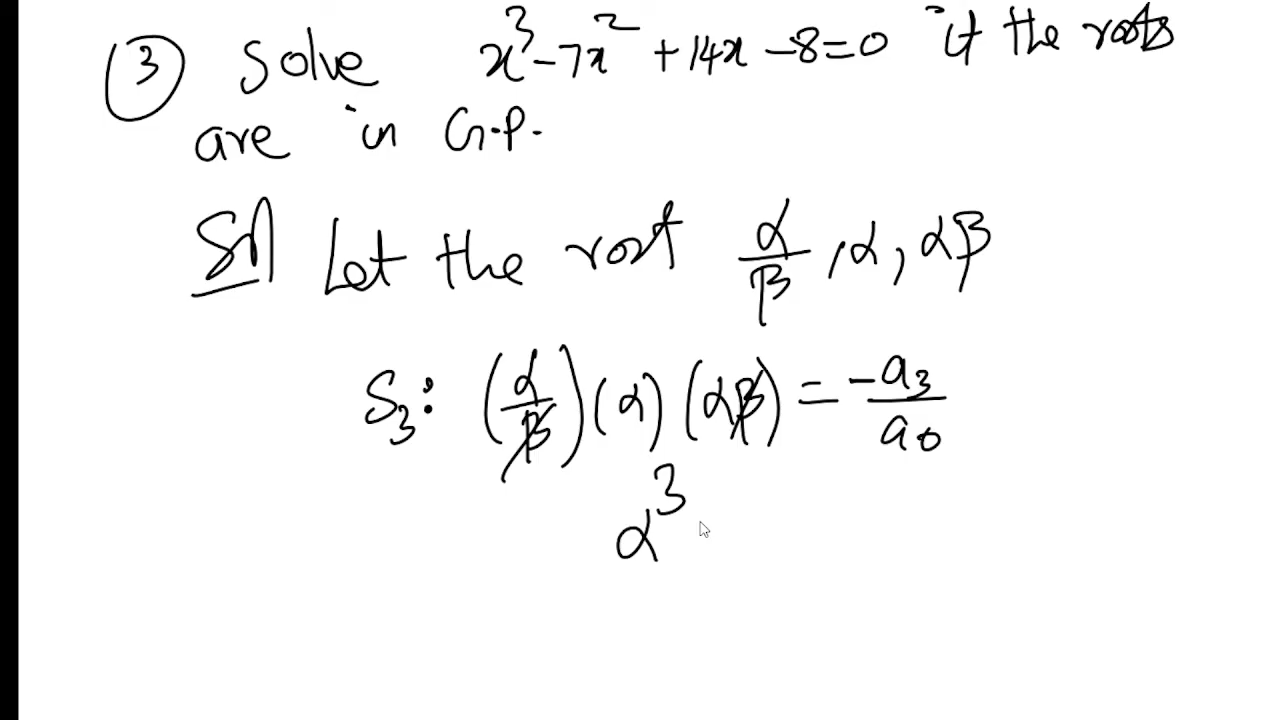 ③ Solve x³ - 7x² + 14x - 8 = 0 if the roots
are in G.P.
Sol Let the root α/β, α, αβ
S₃: (α/β)(α)(αβ) = -a₃/a₀
α³